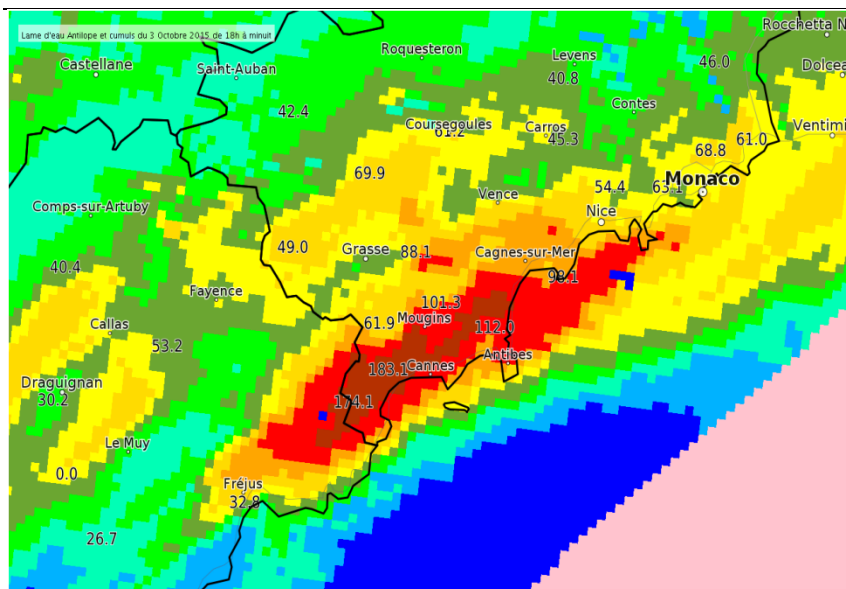 Rocchetta N
Lame d'eau Antilope et cumuls du 3 Octobre 2015 de 18h à minuit
Roquesteron
Levens
46.0
Castellane
Saint-Auban
Dolcea
40.8
42.4
Contes
Coursegoules
61.2
Carros
45.3
Ventimi
61.0
68.8
69.9
Monaco
54.4
63.1
Vence
Comps-sur-Artuby
Nice
49.0
Grasse
88.1
Cagnes-sur-Mer
40.4
98.1
Fayence
101.3
Callas
61.9
Mougins
112.0
53.2
Antibes
183.1
Cannes
Draguignan
30.2
174.1
Le Muy
0.0
Fréjus
32.8
26.7